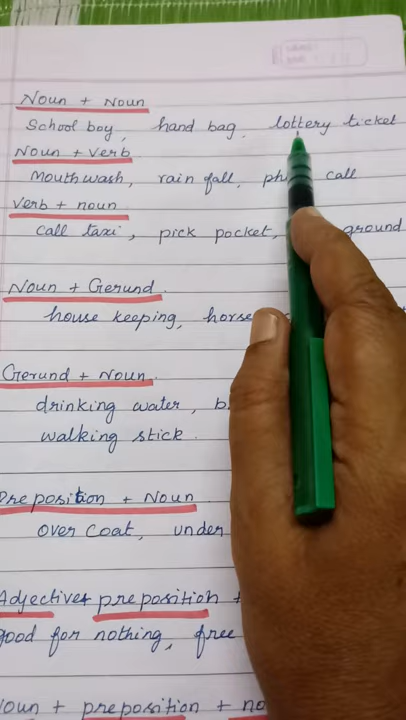 Noun + Noun
School boy, hand bag, lottery ticket
Noun + Verb
Mouth wash, rain fall, call
Verb + noun
call taxi, pick pocket, ground
Noun + Gerund
house keeping, horse
Gerund + Noun
drinking water,
walking stick.
Preposition + Noun
over coat, under
Adjective + preposition +
good for nothing, free
Noun + preposition +